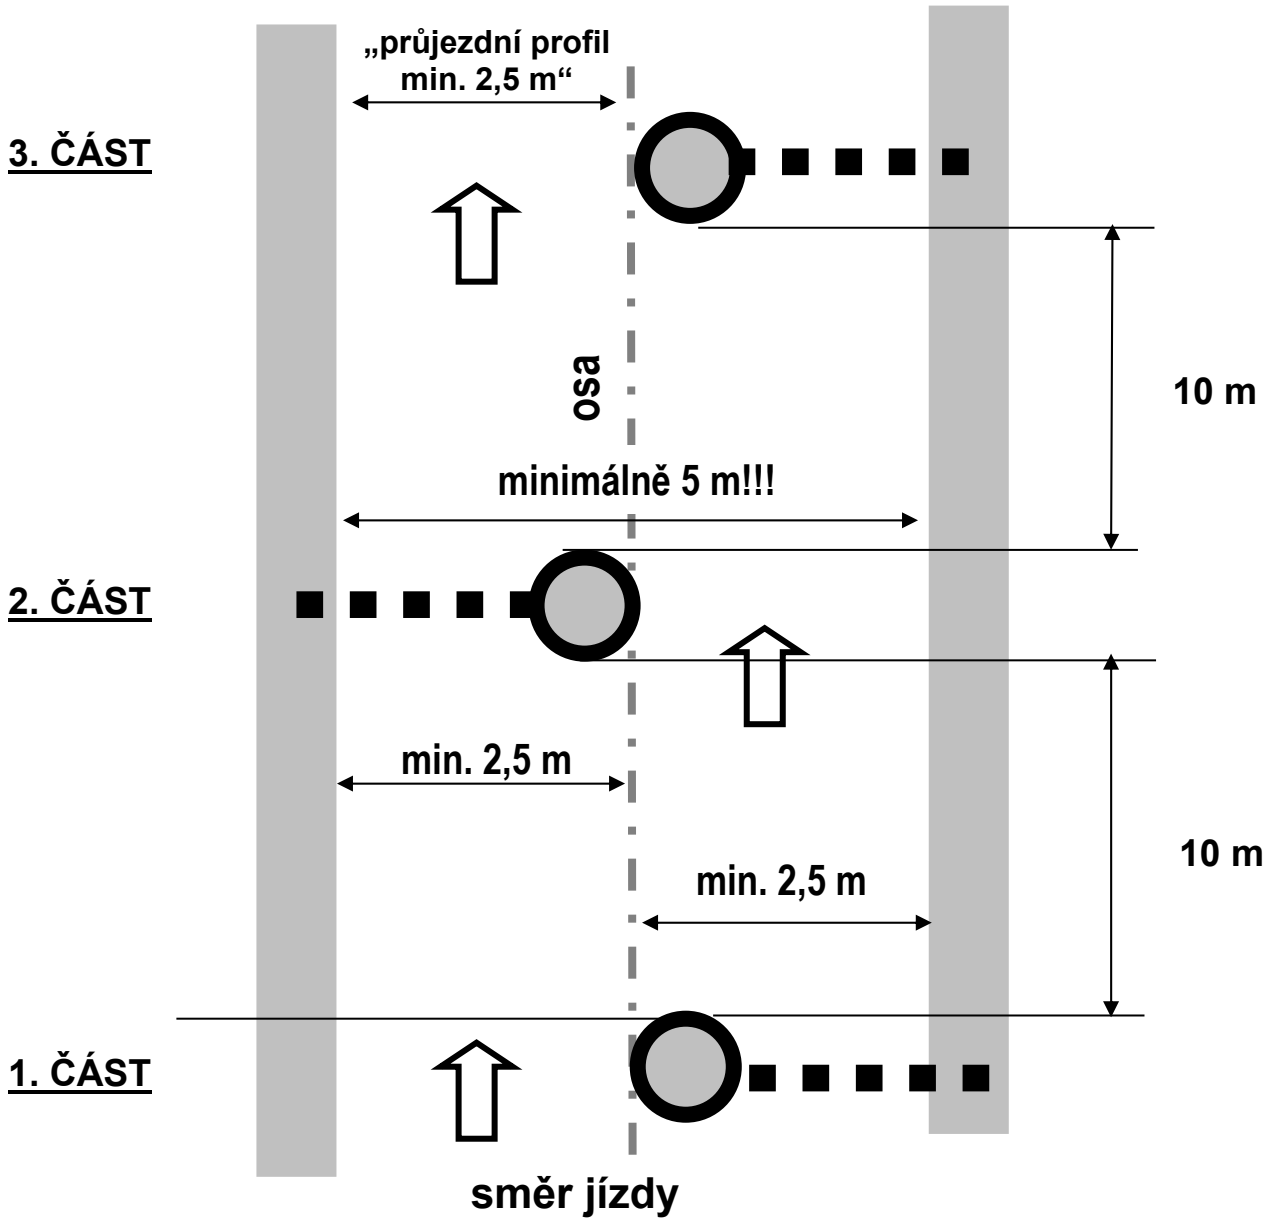 „průjezdní profil
min. 2,5 m“
3. ČÁST
osa
10 m
minimálně 5 m!!!
2. ČÁST
min. 2,5 m
10 m
min. 2,5 m
1. ČÁST
směr jízdy